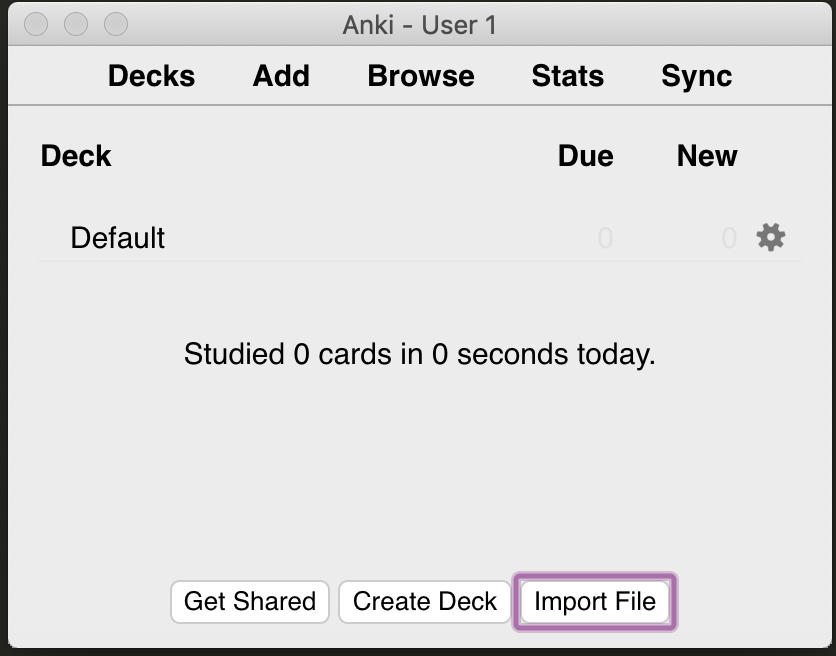 Anki - User 1
Decks Add Browse Stats Sync
Deck Due New
Default 0 0
Studied 0 cards in 0 seconds today.
Get Shared Create Deck Import File